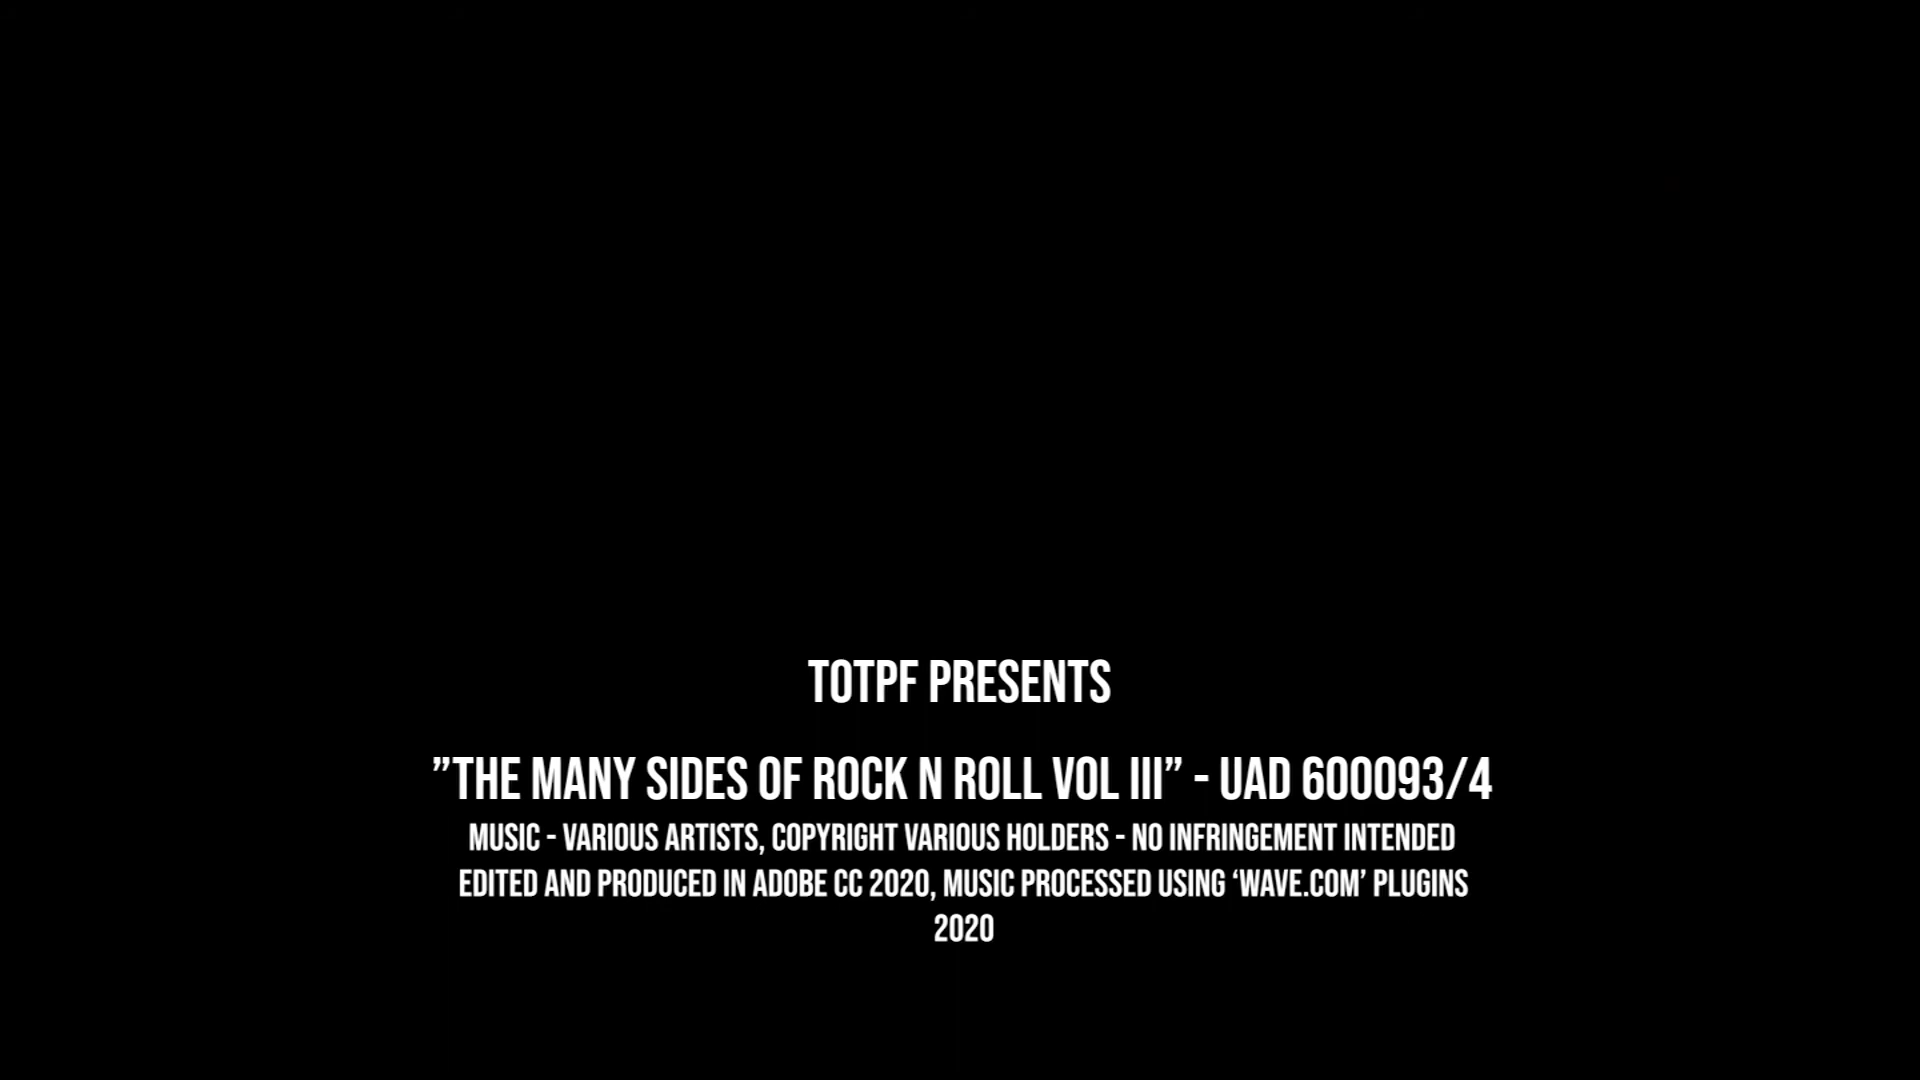 TOTPF PRESENTS
”THE MANY SIDES OF ROCK N ROLL VOL III” - UAD 600093/4
MUSIC - VARIOUS ARTISTS, COPYRIGHT VARIOUS HOLDERS - NO INFRINGEMENT INTENDED
EDITED AND PRODUCED IN ADOBE CC 2020, MUSIC PROCESSED USING ‘WAVE.COM’ PLUGINS
2020